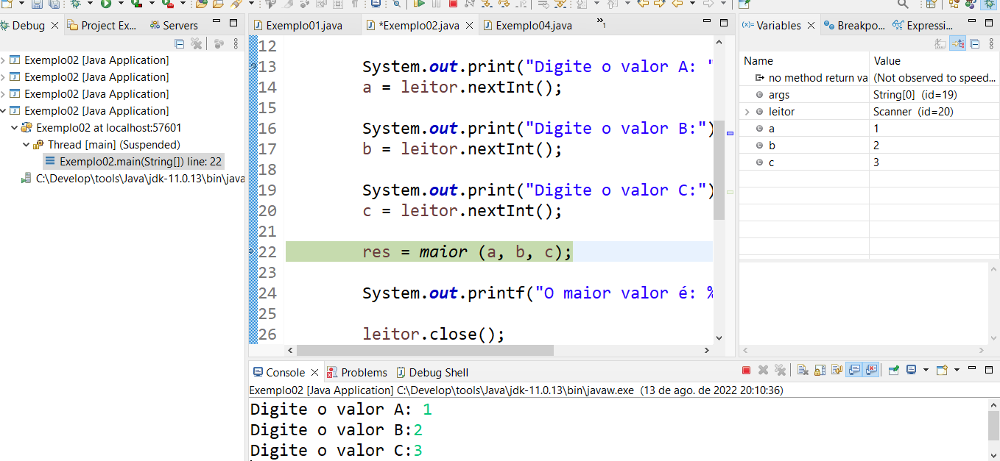 Debug Project Ex... Servers
Exemplo02 [Java Application]
Exemplo02 [Java Application]
Exemplo02 [Java Application]
Exemplo02 [Java Application]
Exemplo02 at localhost:57601
Thread [main] (Suspended)
Exemplo02.main(String[]) line: 22
C:\Develop\tools\Java\jdk-11.0.13\bin\java
Exemplo01.java *Exemplo02.java Exemplo04.java »1
12
13 System.out.print("Digite o valor A: "
14 a = leitor.nextInt();
15
16 System.out.print("Digite o valor B:")
17 b = leitor.nextInt();
18
19 System.out.print("Digite o valor C:")
20 c = leitor.nextInt();
21
22 res = maior (a, b, c);
23
24 System.out.printf("O maior valor é: %
25
26 leitor.close();
(x)= Variables Breakpo... Expressi...
Name Value
no method return va (Not observed to speed...
args String[0] (id=19)
leitor Scanner (id=20)
a 1
b 2
c 3
Console Problems Debug Shell
Exemplo02 [Java Application] C:\Develop\tools\Java\jdk-11.0.13\bin\javaw.exe (13 de ago. de 2022 20:10:36)
Digite o valor A: 1
Digite o valor B:2
Digite o valor C:3